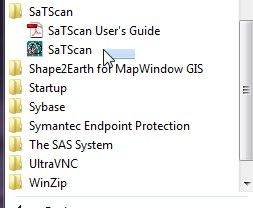 SaTScan
SaTScan User's Guide
SaTScan
Shape2Earth for MapWindow GIS
Startup
Sybase
Symantec Endpoint Protection
The SAS System
UltraVNC
WinZip